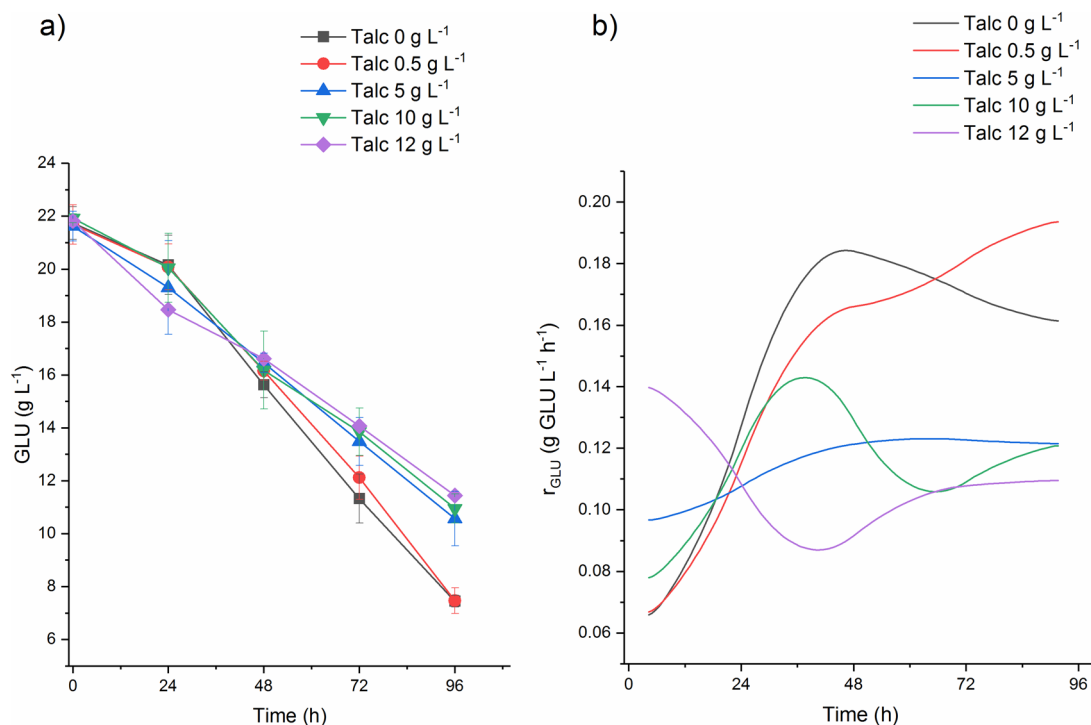 a)
Talc 0 g L⁻¹
Talc 0.5 g L⁻¹
Talc 5 g L⁻¹
Talc 10 g L⁻¹
Talc 12 g L⁻¹
24
22
20
18
16
14
12
10
8
6
GLU (g L⁻¹)
0 24 48 72 96
Time (h)
b)
Talc 0 g L⁻¹
Talc 0.5 g L⁻¹
Talc 5 g L⁻¹
Talc 10 g L⁻¹
Talc 12 g L⁻¹
0.20
0.18
0.16
0.14
0.12
0.10
0.08
0.06
r_GLU (g GLU L⁻¹ h⁻¹)
0 24 48 72 96
Time (h)